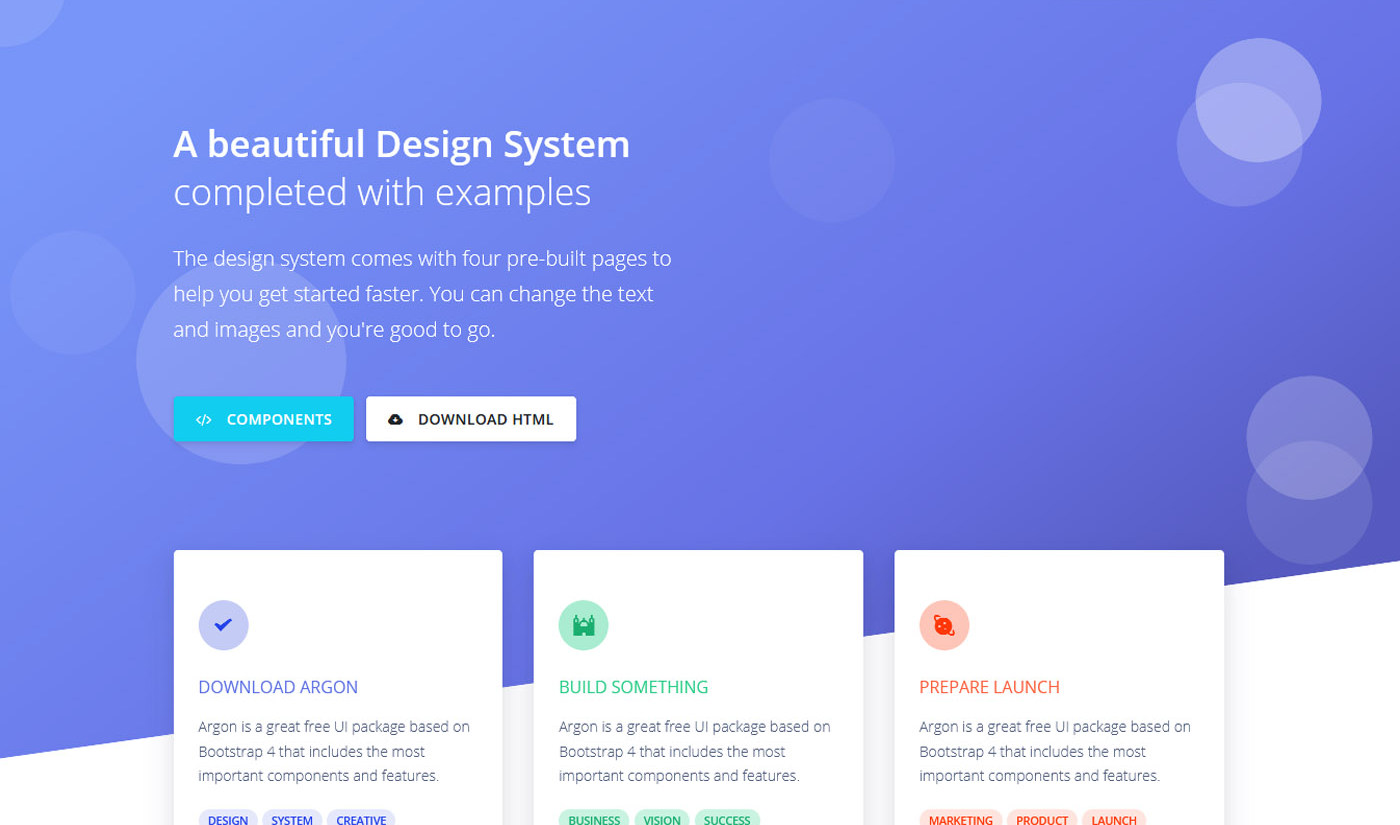 A beautiful Design System
completed with examples
The design system comes with four pre-built pages to
help you get started faster. You can change the text
and images and you're good to go.
COMPONENTS
DOWNLOAD HTML
DOWNLOAD ARGON
Argon is a great free UI package based on
Bootstrap 4 that includes the most
important components and features.
DESIGN SYSTEM CREATIVE
BUILD SOMETHING
Argon is a great free UI package based on
Bootstrap 4 that includes the most
important components and features.
BUSINESS VISION SUCCESS
PREPARE LAUNCH
Argon is a great free UI package based on
Bootstrap 4 that includes the most
important components and features.
MARKETING PRODUCT LAUNCH